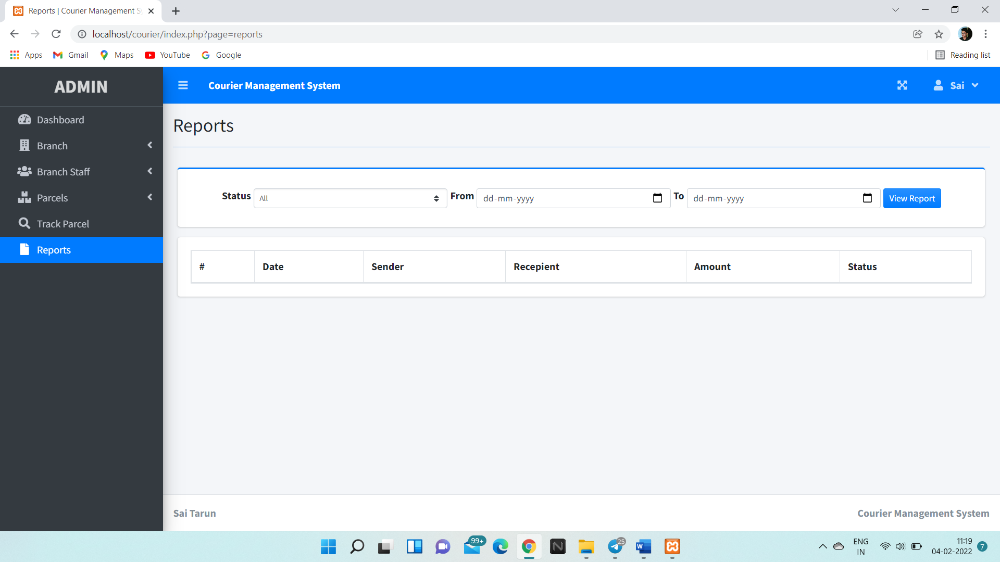 Reports | Courier Management S
localhost/courier/index.php?page=reports
Apps Gmail Maps YouTube Google Reading list
ADMIN
Courier Management System
Sai
Dashboard
Branch
Branch Staff
Parcels
Track Parcel
Reports
Reports
Status All From dd-mm-yyyy To dd-mm-yyyy View Report
# Date Sender Recepient Amount Status
Sai Tarun
Courier Management System
99+
N
25
W
ENG
IN
11:19
04-02-2022
7